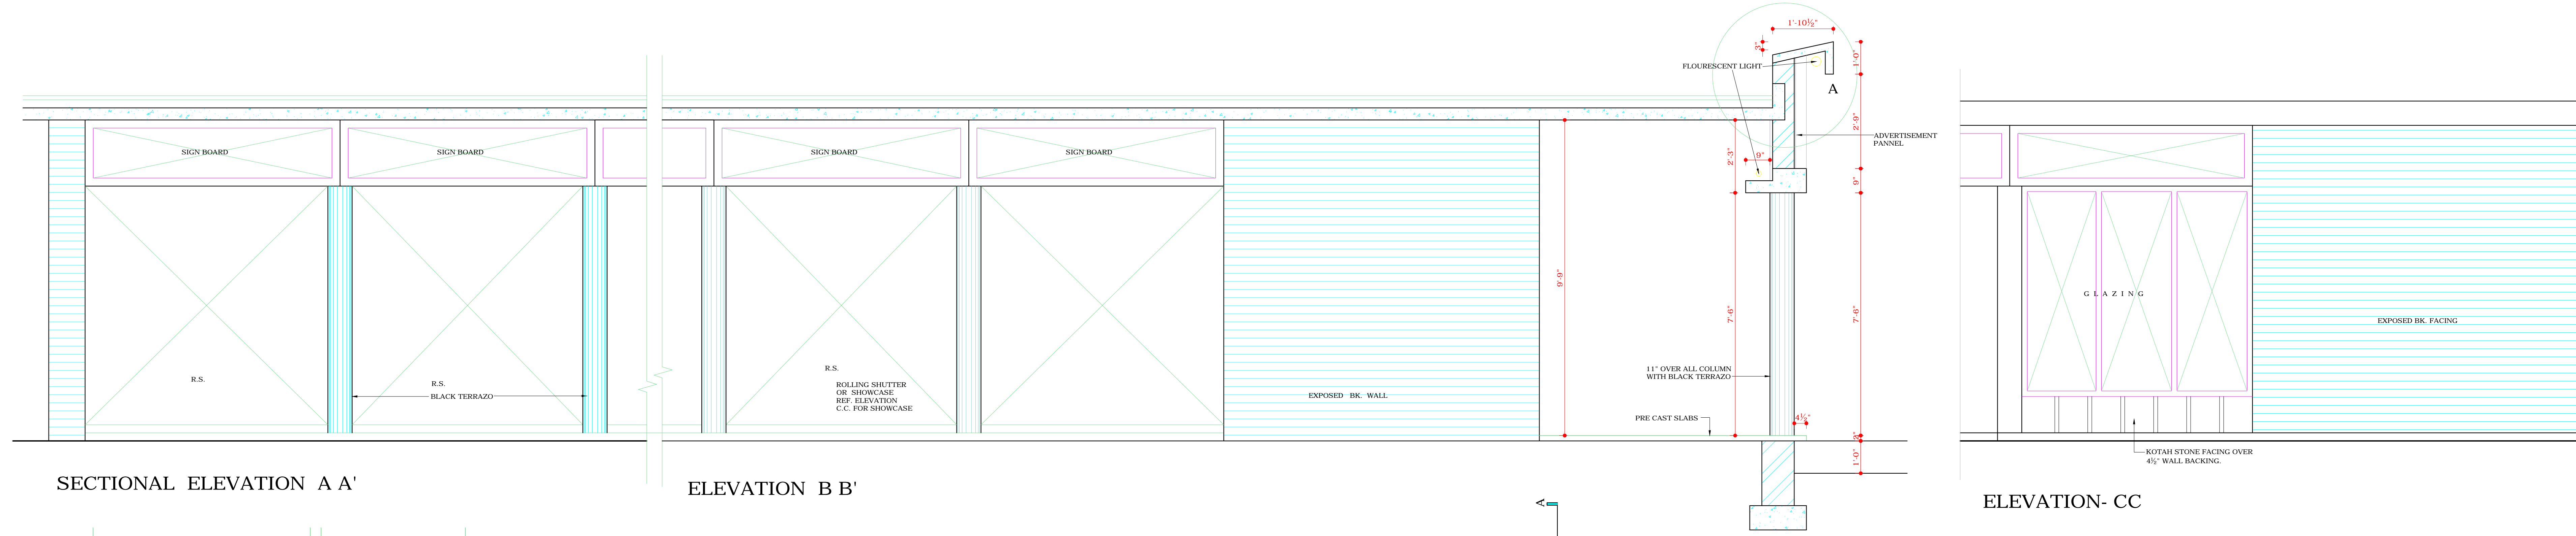 1'-10½"
3"
FLOURESCENT LIGHT
1'-0"
A
2'-9"
ADVERTISEMENT
PANNEL
SIGN BOARD
SIGN BOARD
SIGN BOARD
SIGN BOARD
2'-3"
9"
9"
9'-9"
7'-6"
7'-6"
G L A Z I N G
EXPOSED BK. FACING
R.S.
R.S.
BLACK TERRAZO
R.S.
ROLLING SHUTTER
OR SHOWCASE
REF. ELEVATION
C.C. FOR SHOWCASE
EXPOSED BK. WALL
11" OVER ALL COLUMN
WITH BLACK TERRAZO
PRE CAST SLABS
4½"
2"
1'-0"
KOTAH STONE FACING OVER
4½" WALL BACKING.
SECTIONAL ELEVATION A A'
ELEVATION B B'
A
ELEVATION- CC